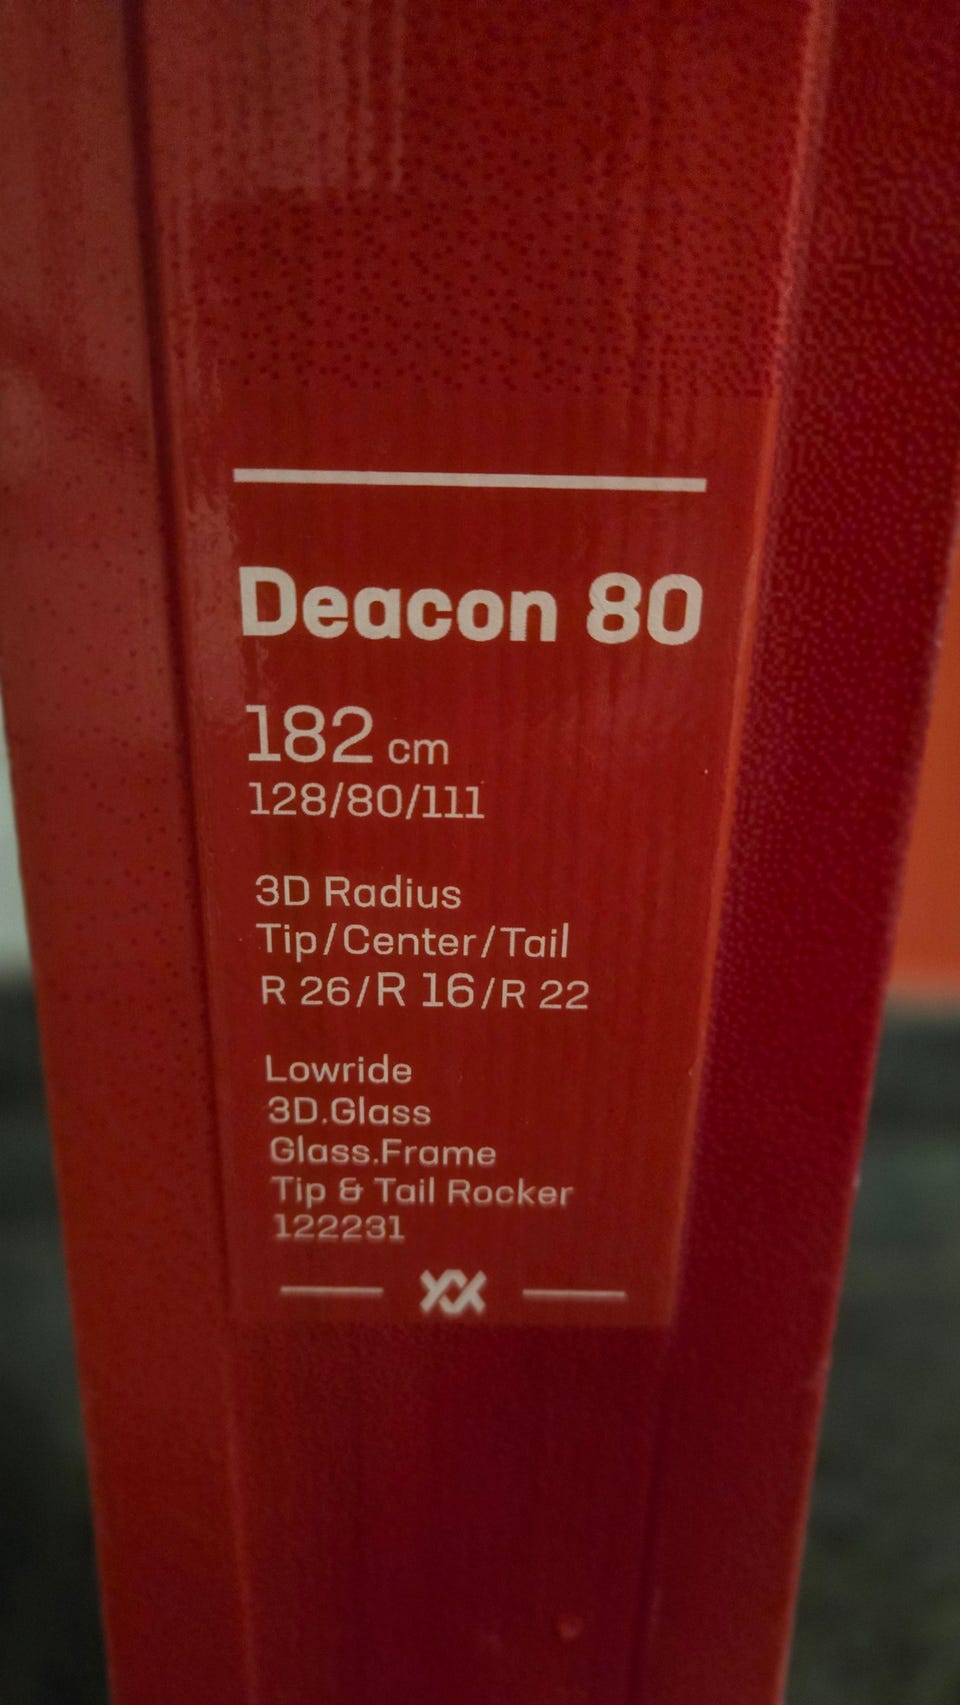 Deacon 80
182 cm
128/80/111
3D Radius
Tip/Center/Tail
R 26/R 16/R 22
Lowride
3D.Glass
Glass.Frame
Tip & Tail Rocker
122231